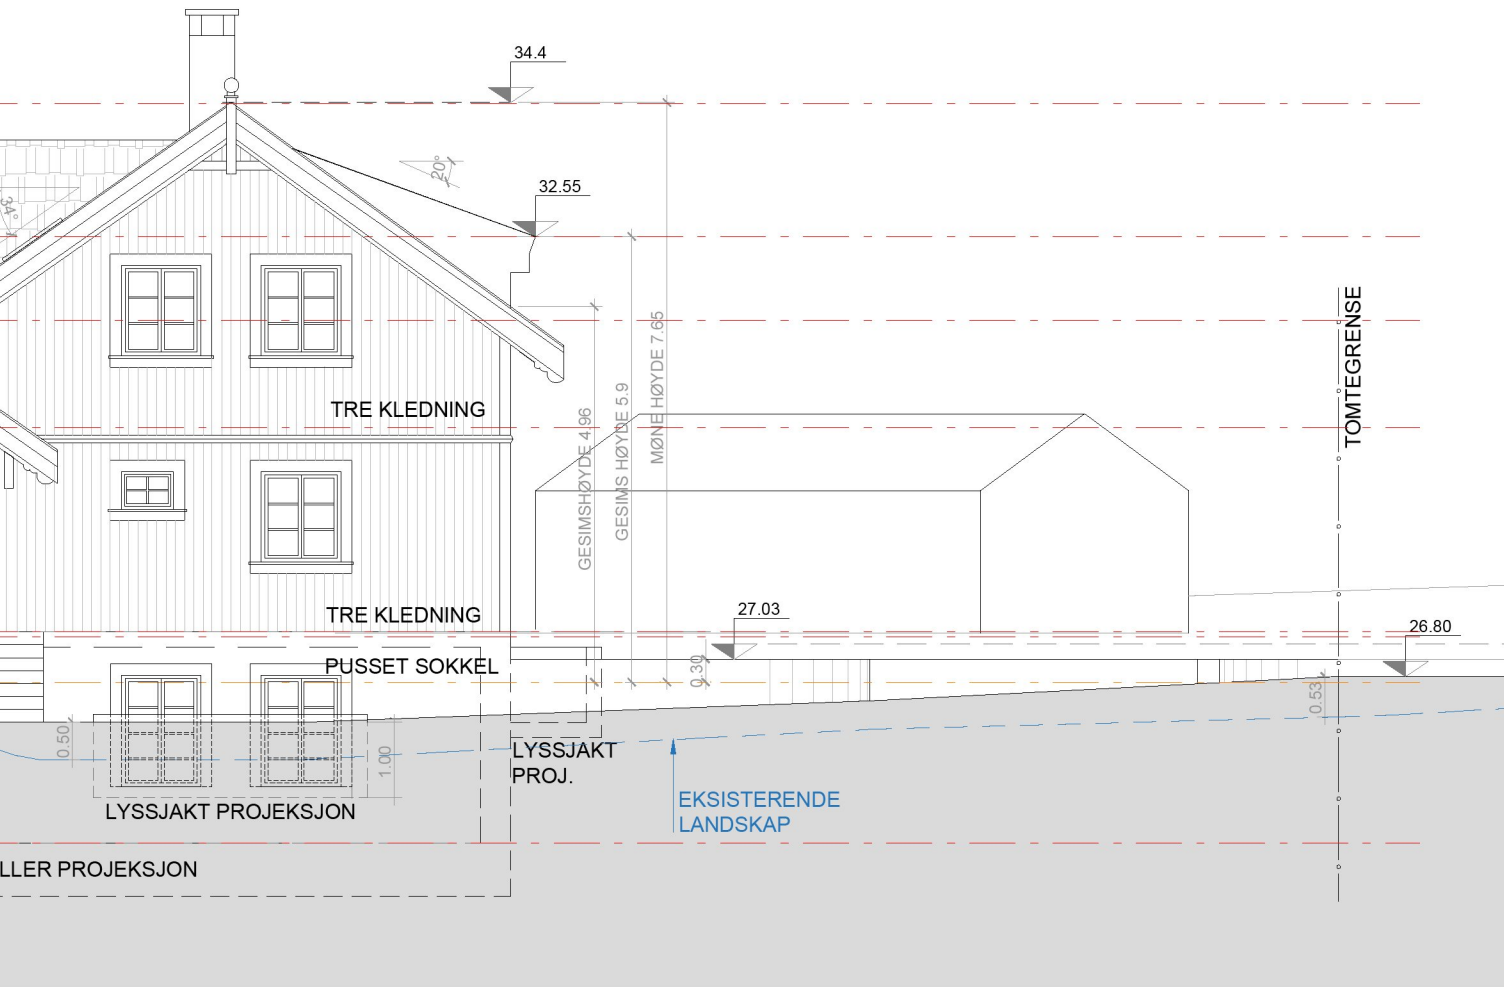 34.4
20°
32.55
34°
TOMTEGRENSE
MØNE HØYDE 7.65
GESIMS HØYDE 5.9
GESIMSHØYDE 4.96
TRE KLEDNING
27.03
TRE KLEDNING
26.80
PUSSET SOKKEL
0.30
0.53
0.50
1.00
LYSSJAKT
PROJ.
LYSSJAKT PROJEKSJON
EKSISTERENDE
LANDSKAP
LLER PROJEKSJON